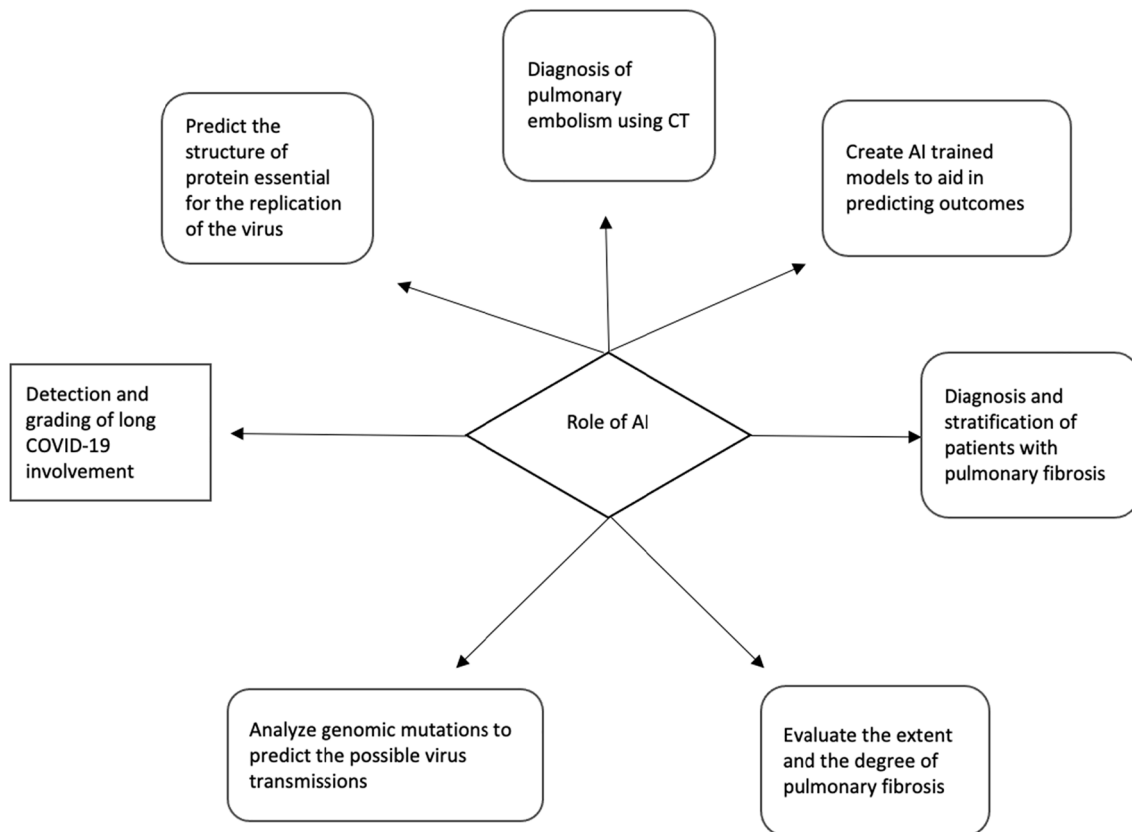 Diagnosis of
pulmonary
embolism using CT
Predict the
structure of
protein essential
for the replication
of the virus
Create AI trained
models to aid in
predicting outcomes
Detection and
grading of long
COVID-19
involvement
Role of AI
Diagnosis and
stratification of
patients with
pulmonary fibrosis
Analyze genomic mutations to
predict the possible virus
transmissions
Evaluate the extent
and the degree of
pulmonary fibrosis